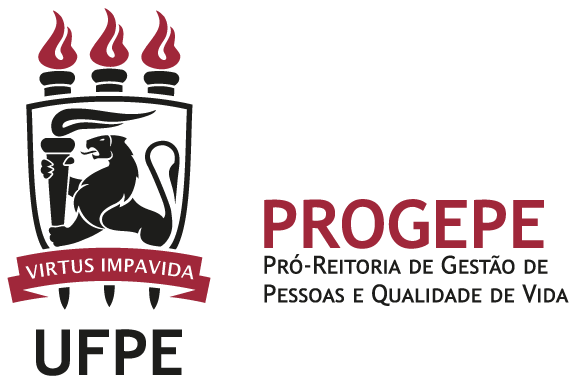 VIRTUS IMPAVIDA
UFPE
PROGEPE
Pró-Reitoria de Gestão de
Pessoas e Qualidade de Vida